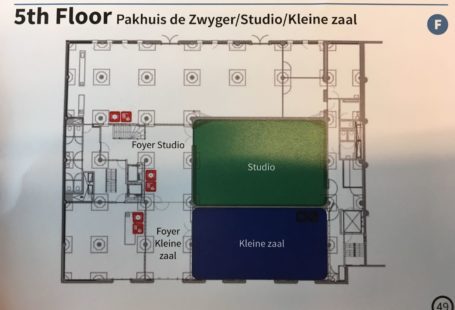 5th Floor Pakhuis de Zwyger/Studio/Kleine zaal
F
Foyer Studio
Studio
Foyer
Kleine
zaal
Kleine zaal
49